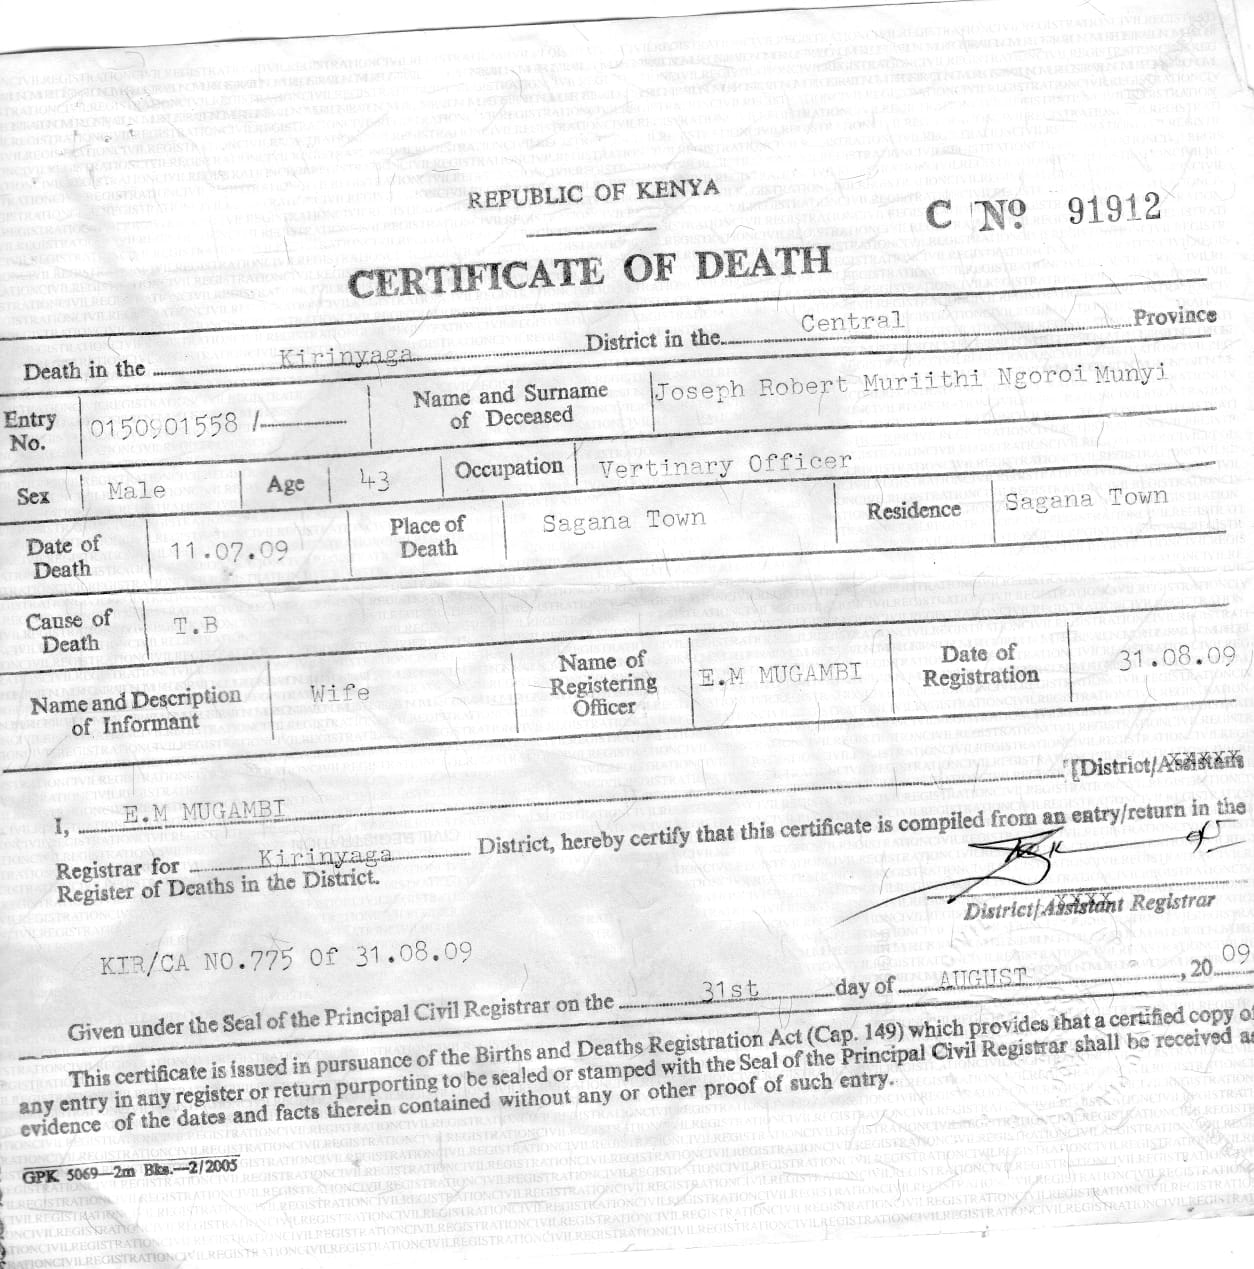 REPUBLIC OF KENYA
C Nº 91912
CERTIFICATE OF DEATH
Death in the Kirinyaga District in the Central Province
Entry No. 0150901558 / Name and Surname of Deceased Joseph Robert Muriithi Ngoroi Munyi
Sex Male Age 43 Occupation Vertinary Officer
Date of Death 11.07.09 Place of Death Sagana Town Residence Sagana Town
Cause of Death T.B
Name and Description of Informant Wife Name of Registering Officer E.M MUGAMBI Date of Registration 31.08.09
I, E.M MUGAMBI [District/Assistant
Registrar for Kirinyaga District, hereby certify that this certificate is compiled from an entry/return in the
Register of Deaths in the District.
District/Assistant Registrar
KIR/CA NO.775 Of 31.08.09
Given under the Seal of the Principal Civil Registrar on the 31st day of AUGUST, 20 09
This certificate is issued in pursuance of the Births and Deaths Registration Act (Cap. 149) which provides that a certified copy of
any entry in any register or return purporting to be sealed or stamped with the Seal of the Principal Civil Registrar shall be received as
evidence of the dates and facts therein contained without any or other proof of such entry.
GPK 5069—2m Bks.—2/2005